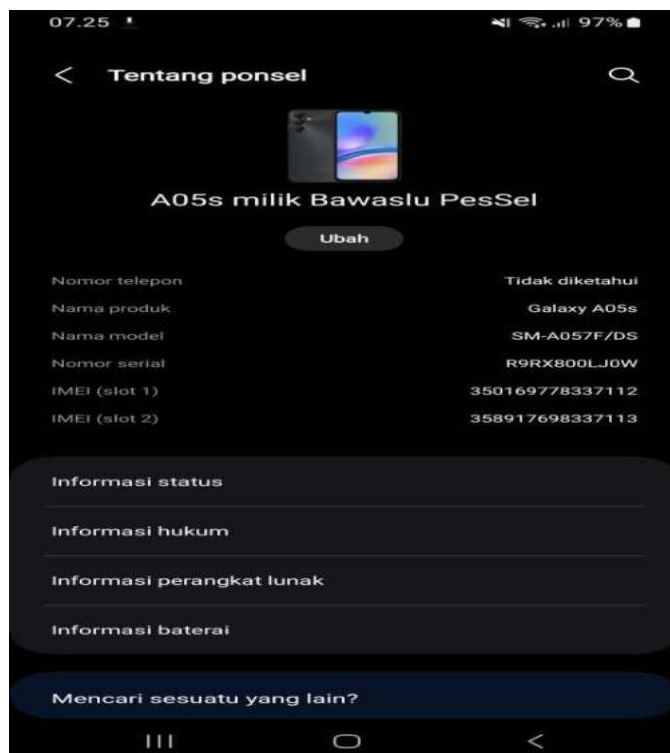 07.25 97%
Tentang ponsel
A05s milik Bawaslu PesSel
Ubah
Nomor telepon Tidak diketahui
Nama produk Galaxy A05s
Nama model SM-A057F/DS
Nomor serial R9RX800LJ0W
IMEI (slot 1) 350169778337112
IMEI (slot 2) 358917698337113
Informasi status
Informasi hukum
Informasi perangkat lunak
Informasi baterai
Mencari sesuatu yang lain?